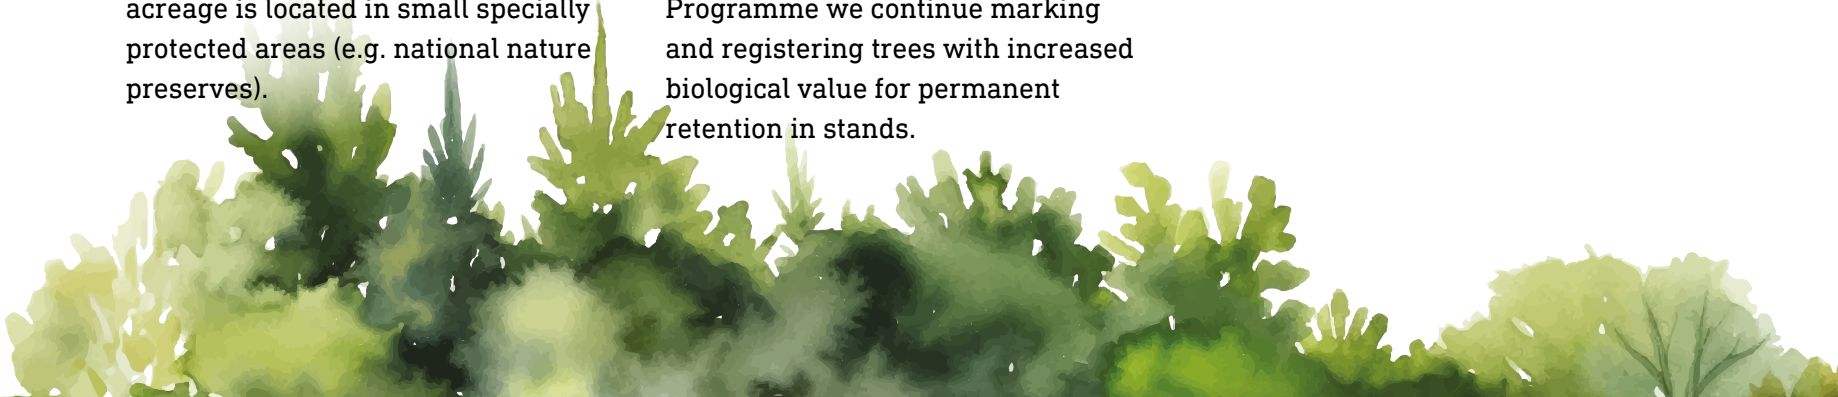 acreage is located in small specially
protected areas (e.g. national nature
preserves).
Programme we continue marking
and registering trees with increased
biological value for permanent
retention in stands.